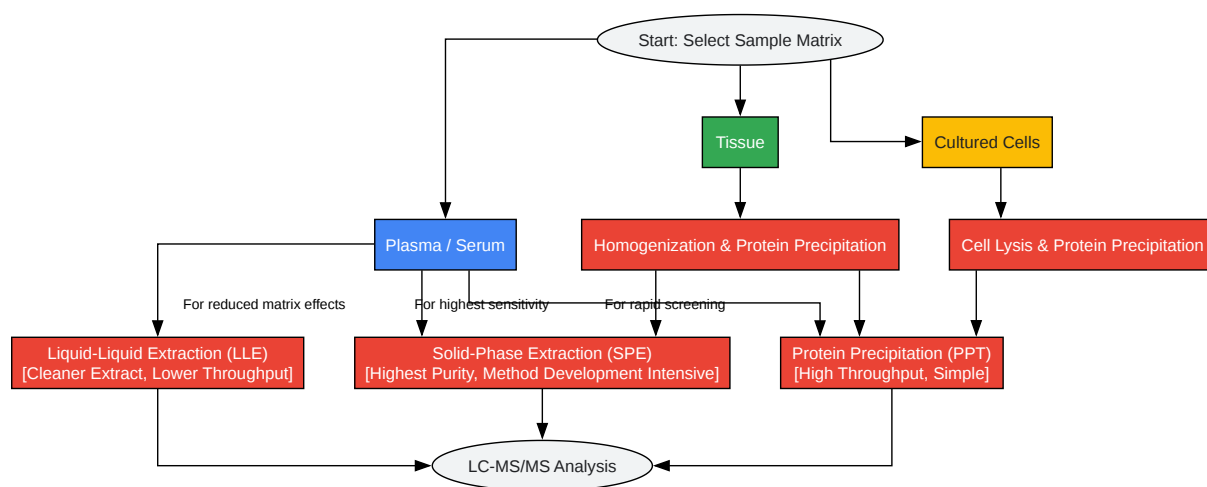 Start: Select Sample Matrix
Tissue
Cultured Cells
Plasma / Serum
Homogenization & Protein Precipitation
Cell Lysis & Protein Precipitation
For reduced matrix effects
For highest sensitivity
For rapid screening
Liquid-Liquid Extraction (LLE)
[Cleaner Extract, Lower Throughput]
Solid-Phase Extraction (SPE)
[Highest Purity, Method Development Intensive]
Protein Precipitation (PPT)
[High Throughput, Simple]
LC-MS/MS Analysis